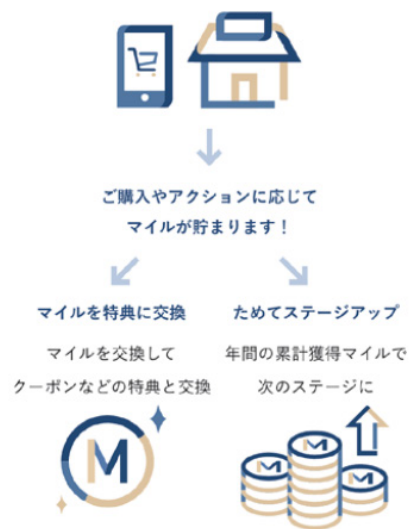 ご購入やアクションに応じて
マイルが貯まります！
マイルを特典に交換
マイルを交換して
クーポンなどの特典と交換
M
ためてステージアップ
年間の累計獲得マイルで
次のステージに
M
M
M